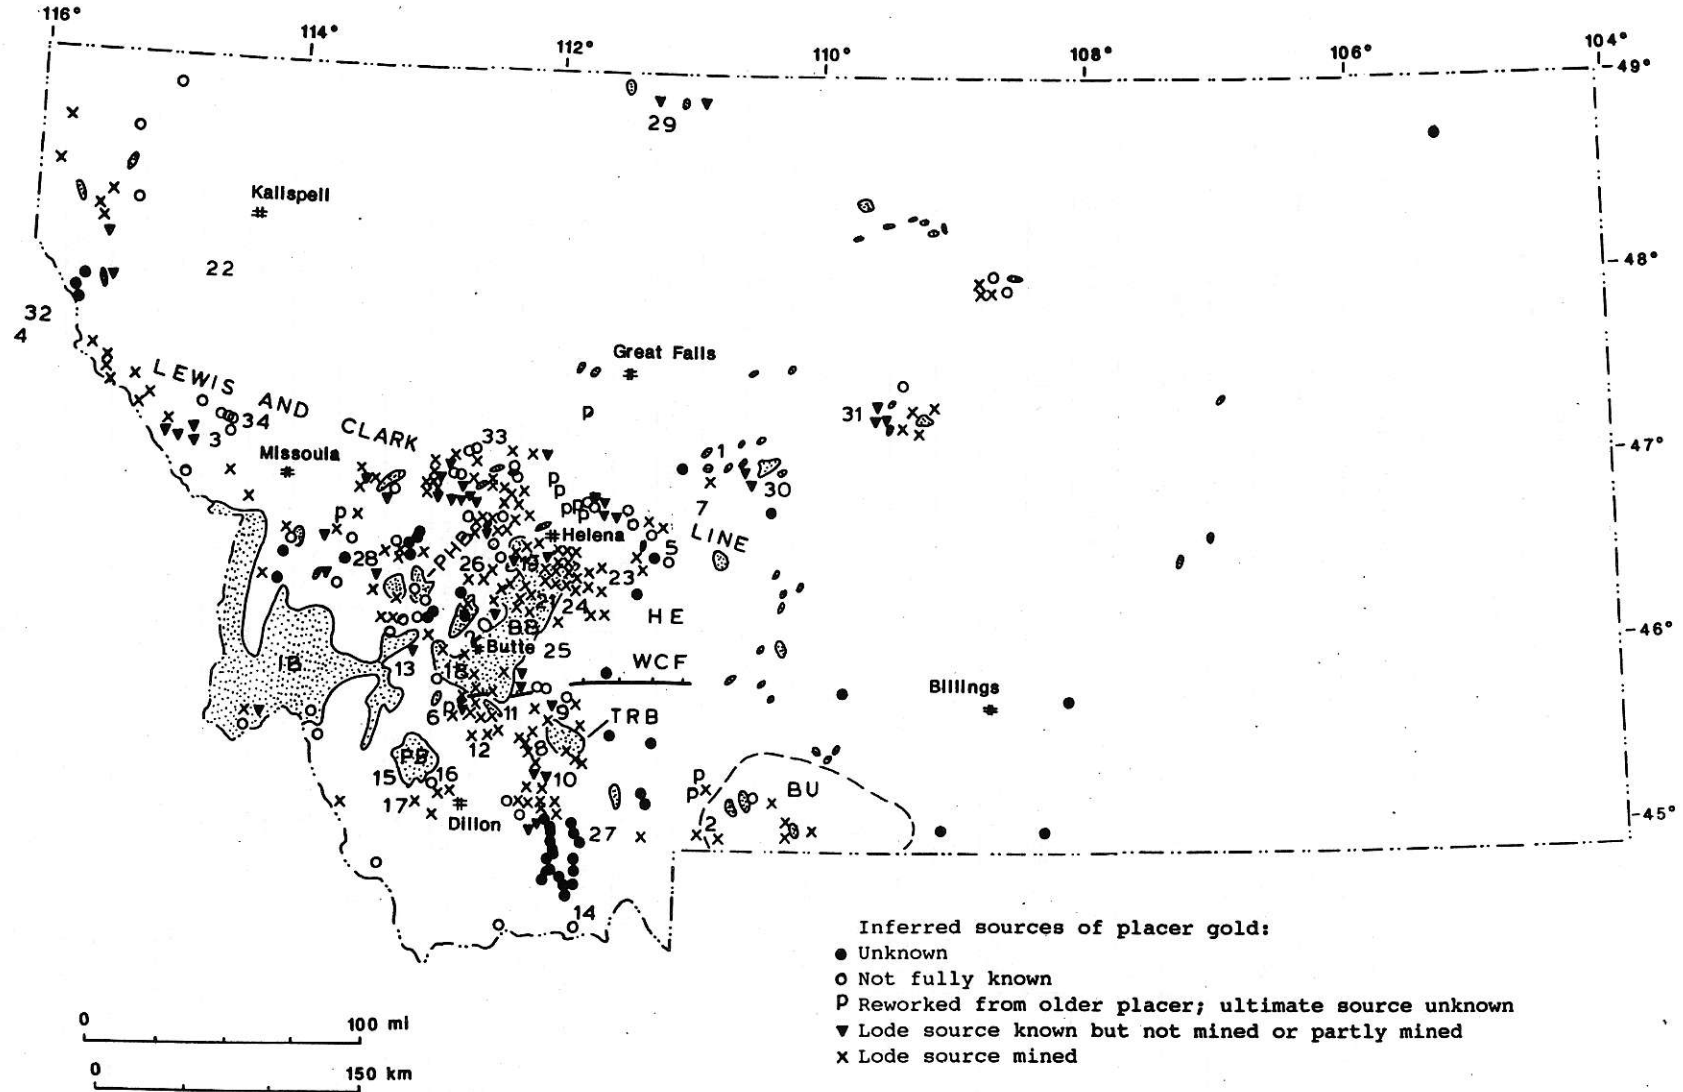 116°
114°
112°
110°
108°
106°
104°
49°
29
Kalispell
22
48°
32
4
Great Falls
LEWIS AND CLARK
LINE
P
31
34
3
33
47°
Missoula
1
30
7
P
P
P
P
P
P
Helena
5
PHB
28
26
19
23
21
24
HE
BB
46°
2
Butte
25
IB
13
18
WCF
Billings
P
6
11
9
TRB
12
8
PB
15
16
10
17
Dillon
P
P
BU
2
27
45°
14
Inferred sources of placer gold:
Unknown
Not fully known
P Reworked from older placer; ultimate source unknown
Lode source known but not mined or partly mined
x Lode source mined
0 100 mi
0 150 km